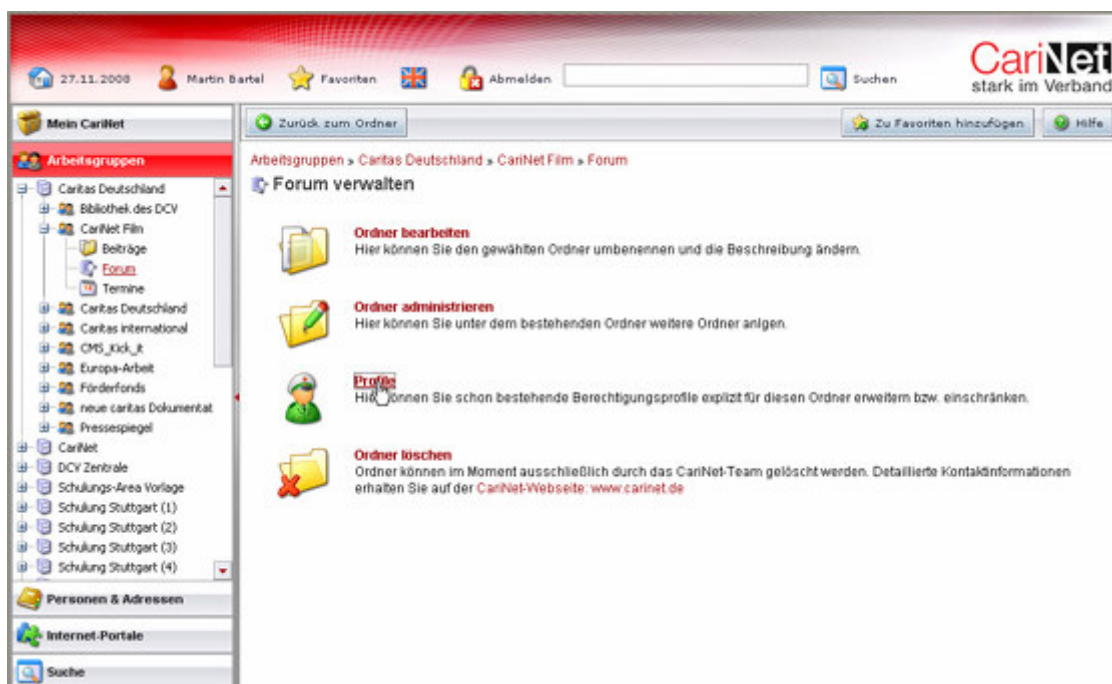 27.11.2008 Martin Bartel Favoriten Abmelden Suchen
CariNet
stark im Verband
Mein CariNet
Zurück zum Ordner
Zu Favoriten hinzufügen
Hilfe
Arbeitsgruppen
Caritas Deutschland
Bibliothek des DCV
CariNet Film
Beiträge
Forum
Termine
Caritas Deutschland
Caritas international
CMS_Kick_it
Europa-Arbeit
Förderfonds
neue caritas Dokumentat
Pressespiegel
CariNet
DCV Zentrale
Schulungs-Area Vorlage
Schulung Stuttgart (1)
Schulung Stuttgart (2)
Schulung Stuttgart (3)
Schulung Stuttgart (4)
Personen & Adressen
Internet-Portale
Suche
Arbeitsgruppen » Caritas Deutschland » CariNet Film » Forum
Forum verwalten
Ordner bearbeiten
Hier können Sie den gewählten Ordner umbenennen und die Beschreibung ändern.
Ordner administrieren
Hier können Sie unter dem bestehenden Ordner weitere Ordner anlgen.
Profile
Hier können Sie schon bestehende Berechtigungsprofile explizit für diesen Ordner erweitern bzw. einschränken.
Ordner löschen
Ordner können im Moment ausschließlich durch das CariNet-Team gelöscht werden. Detaillierte Kontaktinformationen
erhalten Sie auf der CariNet-Webseite: www.carinet.de